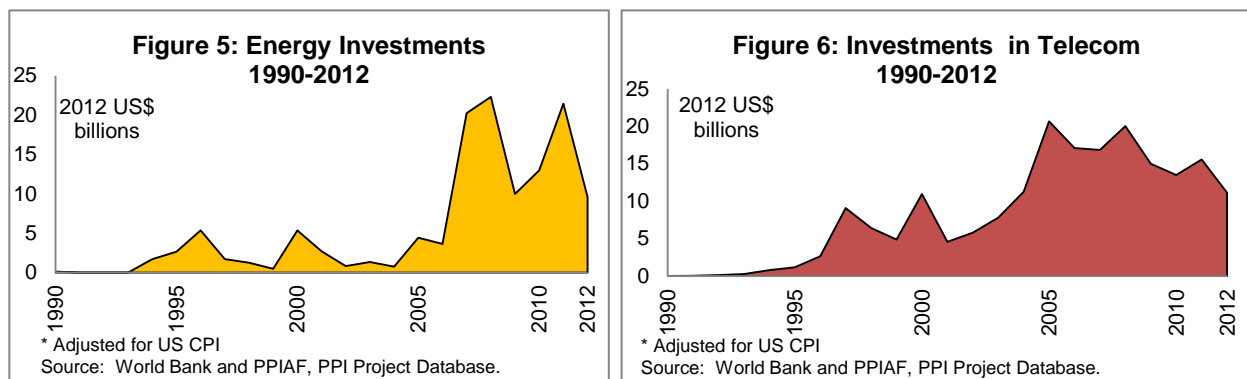 Figure 5: Energy Investments
1990-2012
2012 US$
billions
25
20
15
10
5
0
1990
1995
2000
2005
2010
2012
* Adjusted for US CPI
Source: World Bank and PPIAF, PPI Project Database.
Figure 6: Investments in Telecom
1990-2012
2012 US$
billions
25
20
15
10
5
0
1990
1995
2000
2005
2010
2012
* Adjusted for US CPI
Source: World Bank and PPIAF, PPI Project Database.